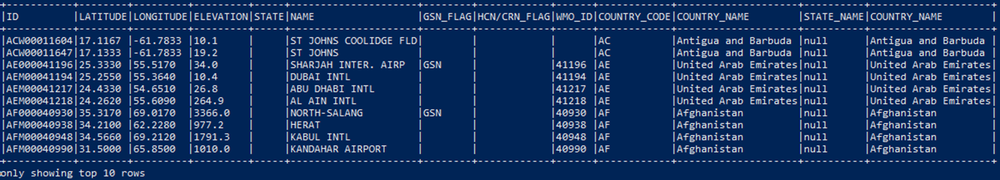 +-----------+--------+---------+---------+-----+---------------------+--------+------------+------+------------+--------------------+----------+--------------------+
|ID         |LATITUDE|LONGITUDE|ELEVATION|STATE|NAME                 |GSN_FLAG|HCN/CRN_FLAG|WMO_ID|COUNTRY_CODE|COUNTRY_NAME        |STATE_NAME|COUNTRY_NAME        |
+-----------+--------+---------+---------+-----+---------------------+--------+------------+------+------------+--------------------+----------+--------------------+
|ACW00011604|17.1167 |-61.7833 |10.1     |     |ST JOHNS COOLIDGE FLD|        |            |      |AC          |Antigua and Barbuda |null      |Antigua and Barbuda |
|ACW00011647|17.1333 |-61.7833 |19.2     |     |ST JOHNS             |        |            |      |AC          |Antigua and Barbuda |null      |Antigua and Barbuda |
|AE000041196|25.3330 |55.5170  |34.0     |     |SHARJAH INTER. AIRP  |GSN     |            |41196 |AE          |United Arab Emirates|null      |United Arab Emirates|
|AEM00041194|25.2550 |55.3640  |10.4     |     |DUBAI INTL           |        |            |41194 |AE          |United Arab Emirates|null      |United Arab Emirates|
|AEM00041217|24.4330 |54.6510  |26.8     |     |ABU DHABI INTL       |        |            |41217 |AE          |United Arab Emirates|null      |United Arab Emirates|
|AEM00041218|24.2620 |55.6090  |264.9    |     |AL AIN INTL          |        |            |41218 |AE          |United Arab Emirates|null      |United Arab Emirates|
|AF000040930|35.3170 |69.0170  |3366.0   |     |NORTH-SALANG         |GSN     |            |40930 |AF          |Afghanistan         |null      |Afghanistan         |
|AFM00040938|34.2100 |62.2280  |977.2    |     |HERAT                |        |            |40938 |AF          |Afghanistan         |null      |Afghanistan         |
|AFM00040948|34.5660 |69.2120  |1791.3   |     |KABUL INTL           |        |            |40948 |AF          |Afghanistan         |null      |Afghanistan         |
|AFM00040990|31.5000 |65.8500  |1010.0   |     |KANDAHAR AIRPORT     |        |            |40990 |AF          |Afghanistan         |null      |Afghanistan         |
+-----------+--------+---------+---------+-----+---------------------+--------+------------+------+------------+--------------------+----------+--------------------+
only showing top 10 rows